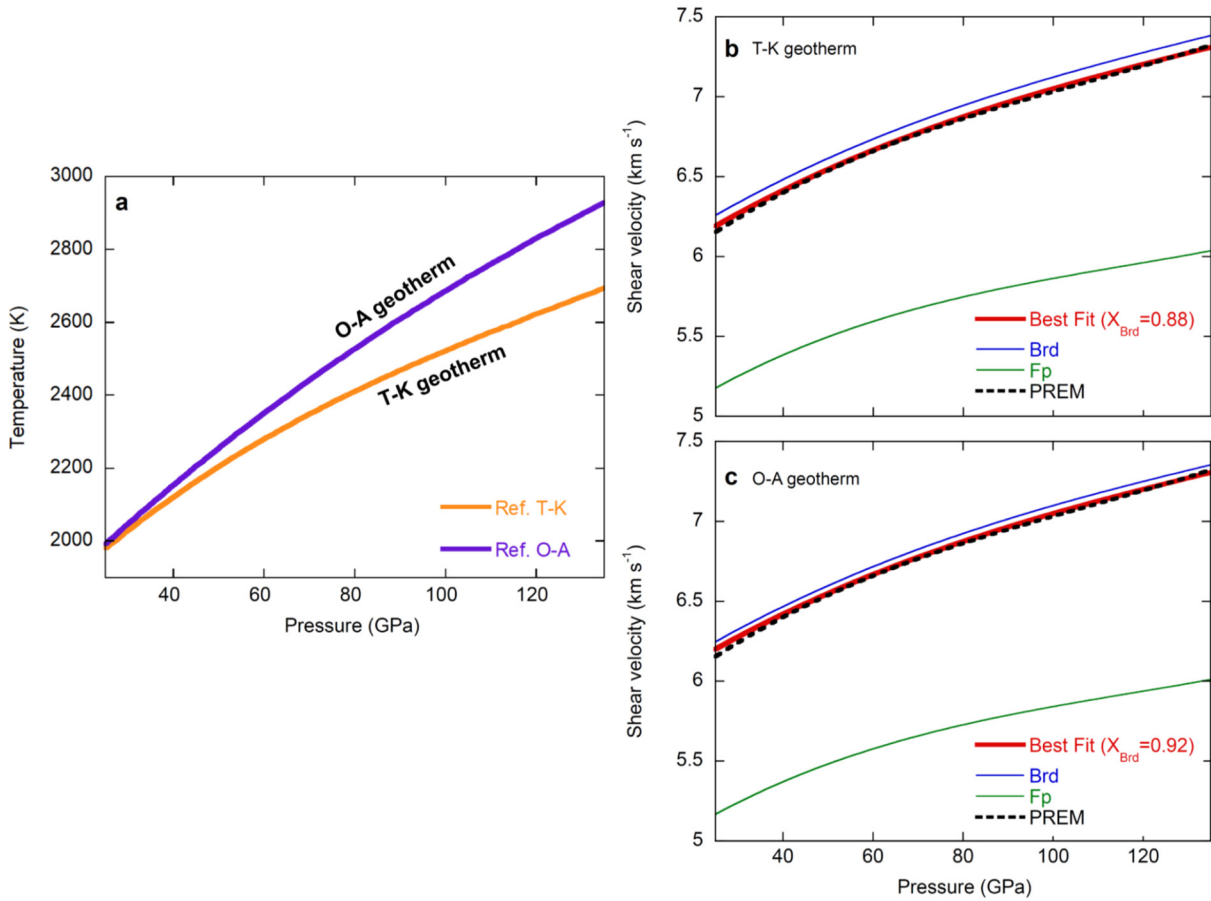 a
3000
2800
2600
2400
2200
2000
Temperature (K)
O-A geotherm
T-K geotherm
Ref. T-K
Ref. O-A
40 60 80 100 120
Pressure (GPa)
b T-K geotherm
7.5
7
6.5
6
5.5
5
Shear velocity (km s⁻¹)
Best Fit (X_Brd=0.88)
Brd
Fp
PREM
c O-A geotherm
7.5
7
6.5
6
5.5
5
Shear velocity (km s⁻¹)
Best Fit (X_Brd=0.92)
Brd
Fp
PREM
40 60 80 100 120
Pressure (GPa)